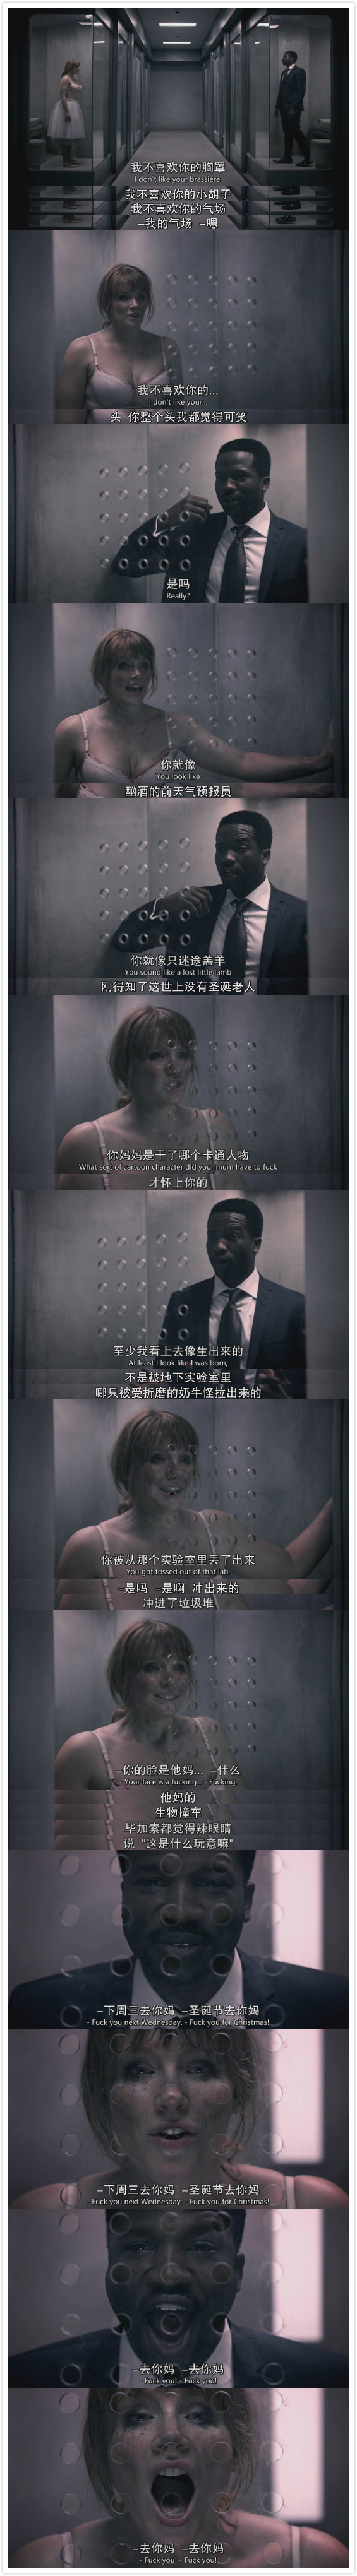 我不喜欢你的胸罩
I don't like your brassiere
我不喜欢你的小胡子
我不喜欢你的气场
–我的气场 –嗯
我不喜欢你的...
I don't like your
头 你整个头我都觉得可笑
是吗
Really?
你就像
You look like
酗酒的前天气预报员
你就像只迷途羔羊
You sound like a lost little lamb
刚得知了这世上没有圣诞老人
你妈妈是干了哪个卡通人物
What sort of cartoon character did your mum have to fuck
才怀上你的
至少我看上去像生出来的
At least I look like I was born,
不是被地下实验室里
哪只被受折磨的奶牛怪拉出来的
你被从那个实验室里丢了出来
You got tossed out of that lab.
–是吗 –是啊 冲出来的
冲进了垃圾堆
–你的脸是他妈... –什么
Your face is a fucking... - Fucking
他妈的
生物撞车
毕加索都觉得辣眼睛
说 "这是什么玩意嘛"
–下周三去你妈 –圣诞节去你妈
- Fuck you next Wednesday. - Fuck you for Christmas!
–下周三去你妈 –圣诞节去你妈
Fuck you next Wednesday. - Fuck you for Christmas!
–去你妈 –去你妈
Fuck you! - Fuck you!
–去你妈 –去你妈
- Fuck you! - Fuck you!